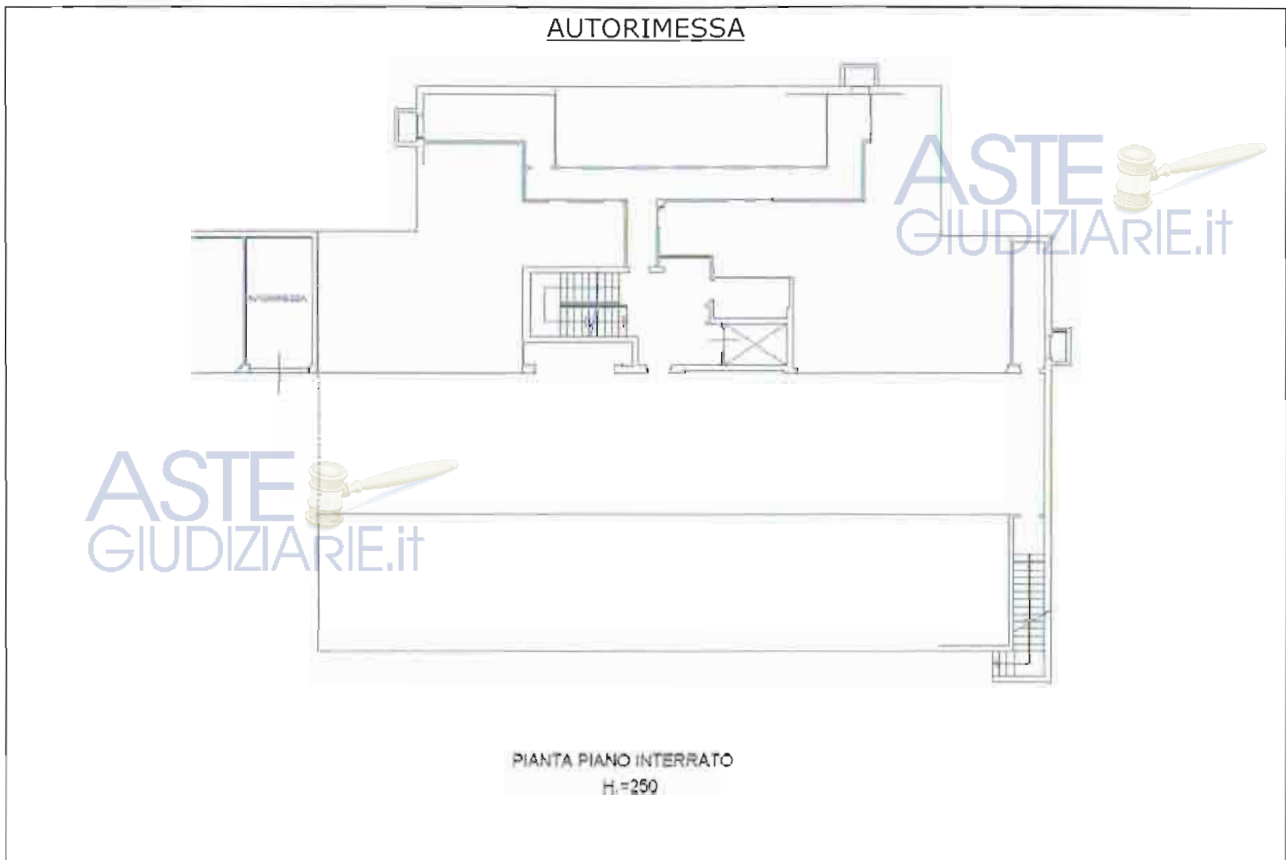 AUTORIMESSA
ASTE
GIUDIZIARIE.it
AUTORIMESSA
ASTE
GIUDIZIARIE.it
PIANTA PIANO INTERRATO
H.=250